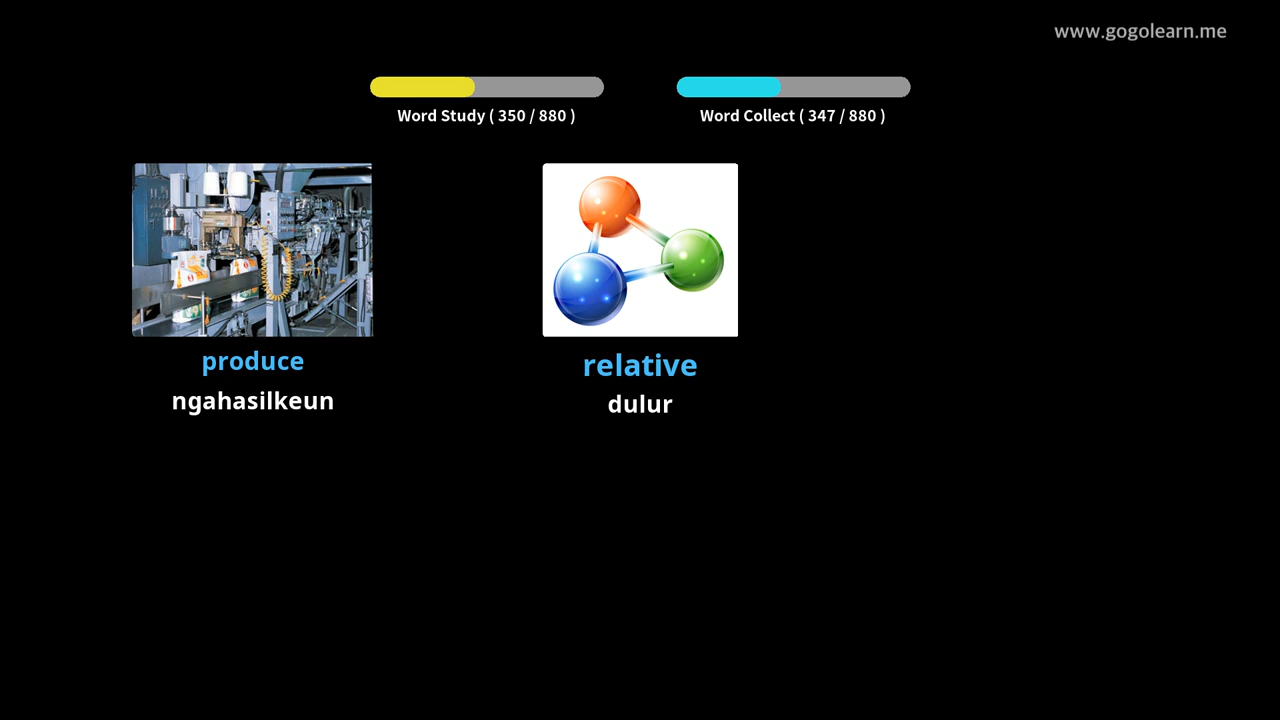 www.gogolearn.me
Word Study ( 350 / 880 )
Word Collect ( 347 / 880 )
produce
ngahasilkeun
relative
dulur